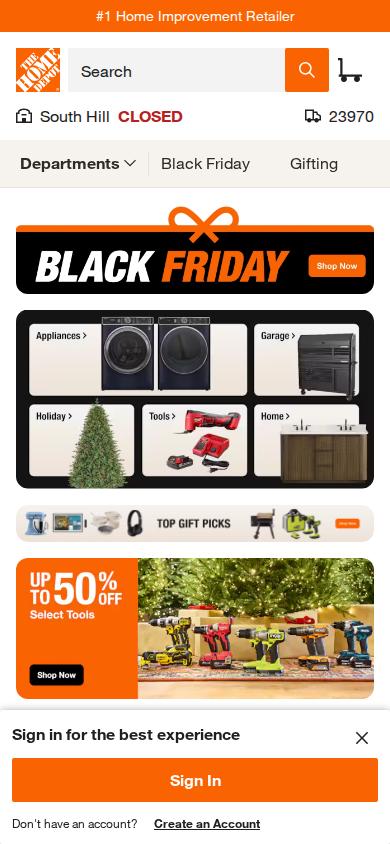 #1 Home Improvement Retailer
THE HOME DEPOT
Search
South Hill CLOSED
23970
Departments
Black Friday
Gifting
BLACK FRIDAY
Shop Now
Appliances >
Garage >
Holiday >
Tools >
Home >
TOP GIFT PICKS
UP TO 50% OFF
Select Tools
Shop Now
Sign in for the best experience
Sign In
Don't have an account? Create an Account